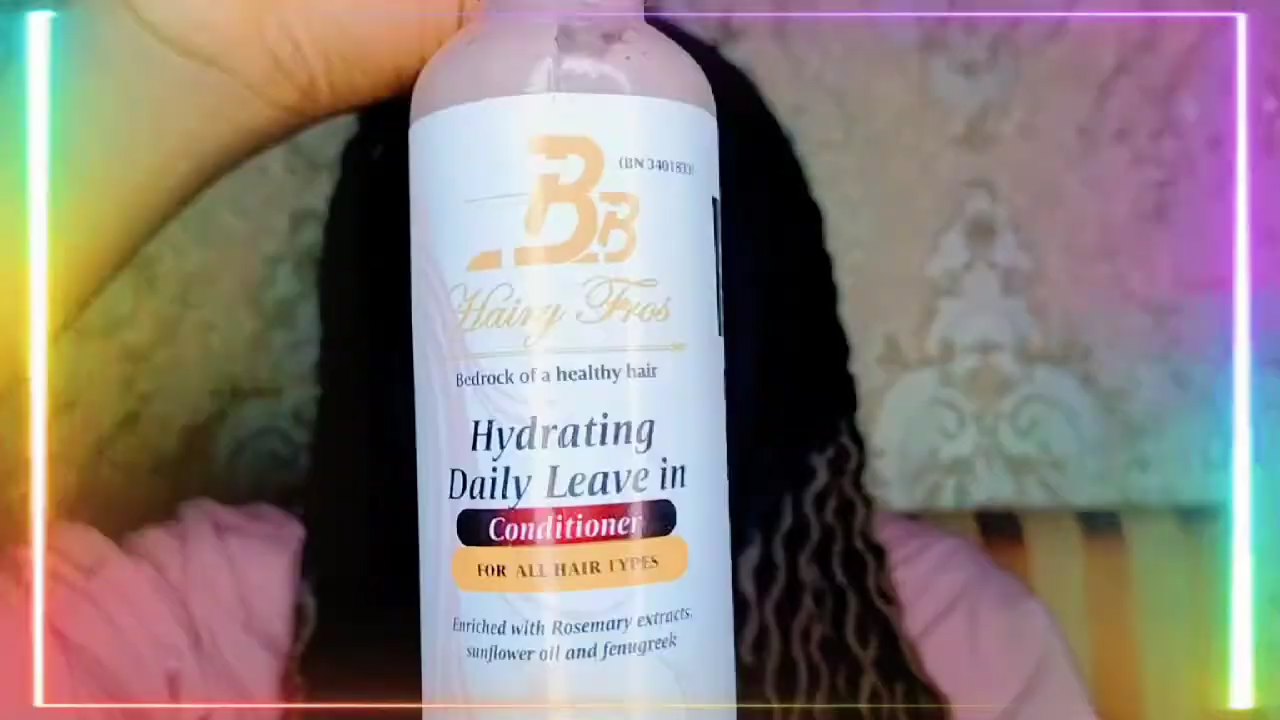 BB
(BN 3401833)
Hairy Fros
Bedrock of a healthy hair
Hydrating
Daily Leave in
Conditioner
FOR ALL HAIR TYPES
Enriched with Rosemary extracts,
sunflower oil and fenugreek